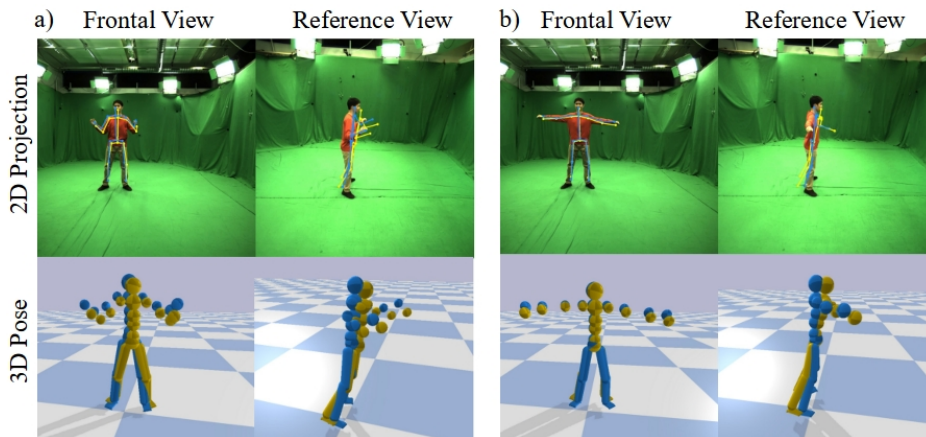 a) Frontal View Reference View b) Frontal View Reference View
2D Projection
3D Pose